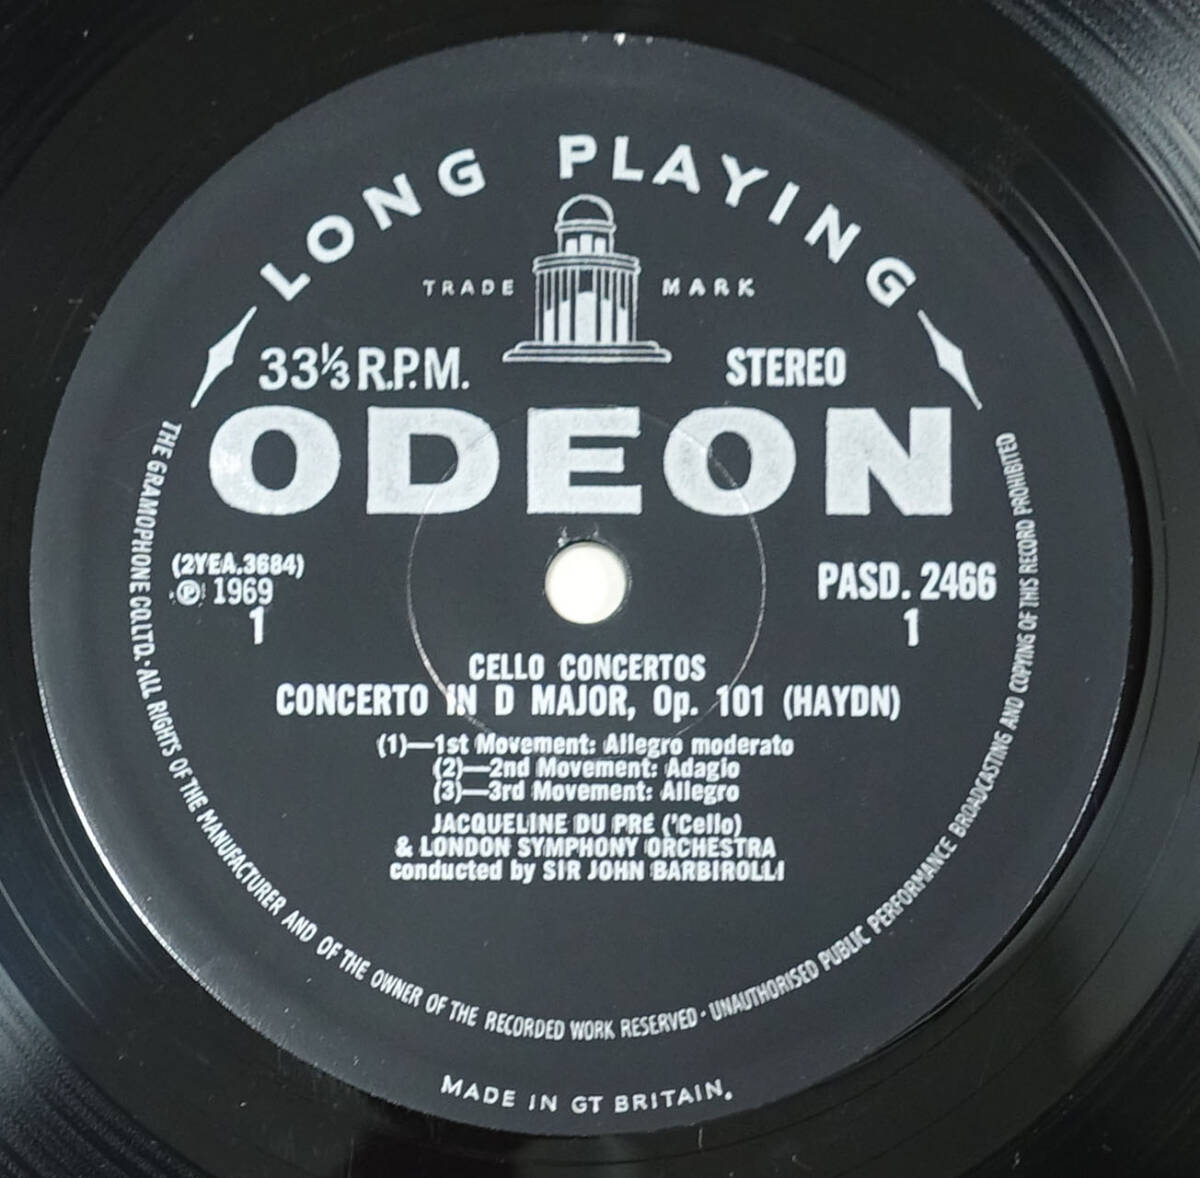 LONG PLAYING
TRADE MARK
33⅓ R.P.M. STEREO
ODEON
(2YEA.3684)
℗ 1969
1
PASD. 2466
1
CELLO CONCERTOS
CONCERTO IN D MAJOR, Op. 101 (HAYDN)
(1)—1st Movement: Allegro moderato
(2)—2nd Movement: Adagio
(3)—3rd Movement: Allegro
JACQUELINE DU PRÉ ('Cello)
& LONDON SYMPHONY ORCHESTRA
conducted by SIR JOHN BARBIROLLI
THE GRAMOPHONE CO. LTD. · ALL RIGHTS OF THE MANUFACTURER AND OF THE OWNER OF THE RECORDED WORK RESERVED · UNAUTHORISED PUBLIC PERFORMANCE BROADCASTING AND COPYING OF THIS RECORD PROHIBITED
MADE IN GT BRITAIN.